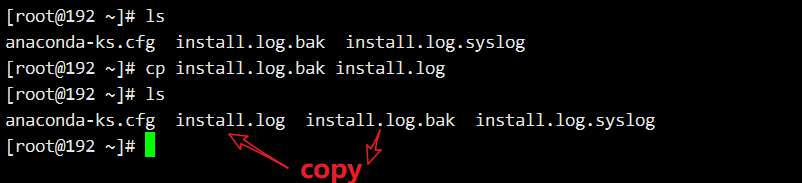 [root@192 ~]# ls
anaconda-ks.cfg  install.log.bak  install.log.syslog
[root@192 ~]# cp install.log.bak install.log
[root@192 ~]# ls
anaconda-ks.cfg  install.log  install.log.bak  install.log.syslog
[root@192 ~]#
copy